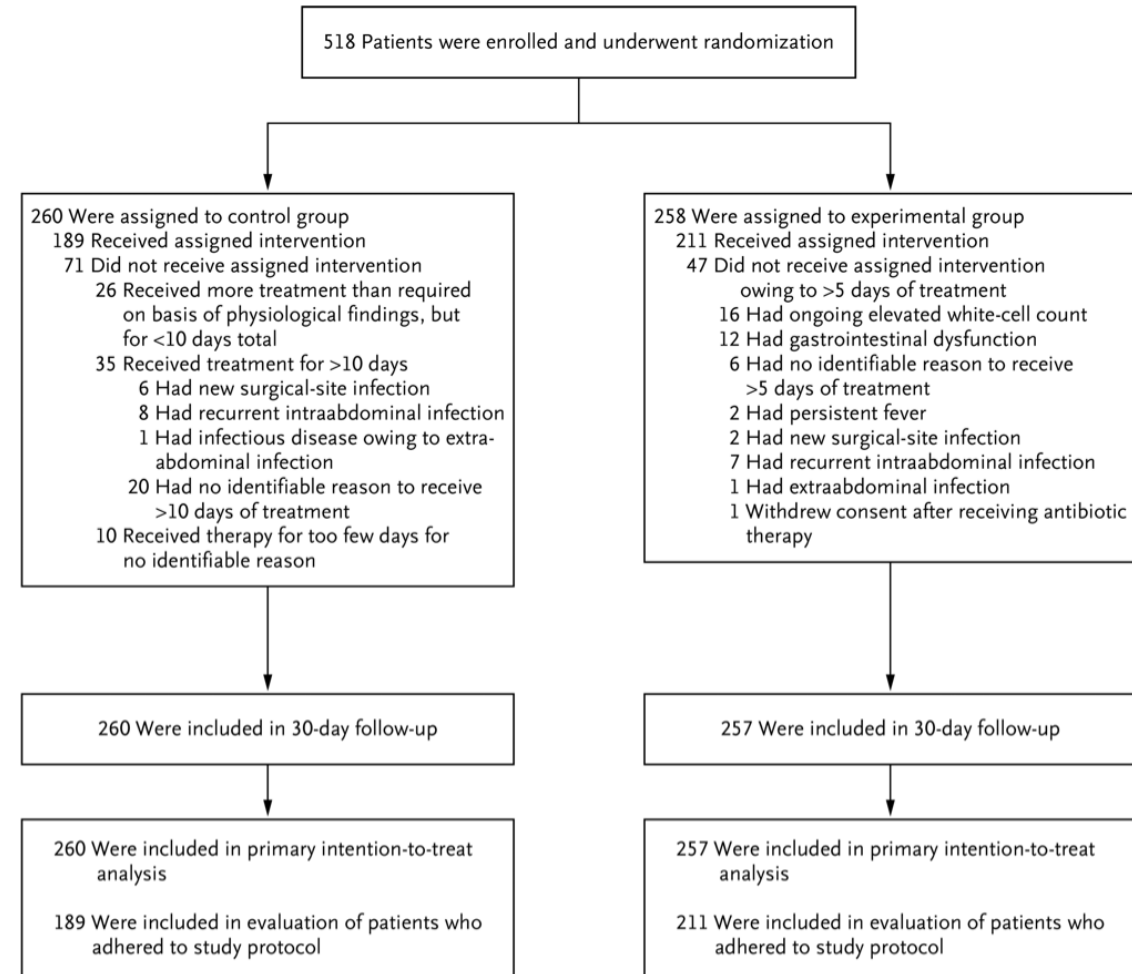 518 Patients were enrolled and underwent randomization
260 Were assigned to control group
189 Received assigned intervention
71 Did not receive assigned intervention
26 Received more treatment than required
on basis of physiological findings, but
for <10 days total
35 Received treatment for >10 days
6 Had new surgical-site infection
8 Had recurrent intraabdominal infection
1 Had infectious disease owing to extra-
abdominal infection
20 Had no identifiable reason to receive
>10 days of treatment
10 Received therapy for too few days for
no identifiable reason
258 Were assigned to experimental group
211 Received assigned intervention
47 Did not receive assigned intervention
owing to >5 days of treatment
16 Had ongoing elevated white-cell count
12 Had gastrointestinal dysfunction
6 Had no identifiable reason to receive
>5 days of treatment
2 Had persistent fever
2 Had new surgical-site infection
7 Had recurrent intraabdominal infection
1 Had extraabdominal infection
1 Withdrew consent after receiving antibiotic
therapy
260 Were included in 30-day follow-up
257 Were included in 30-day follow-up
260 Were included in primary intention-to-treat
analysis
189 Were included in evaluation of patients who
adhered to study protocol
257 Were included in primary intention-to-treat
analysis
211 Were included in evaluation of patients who
adhered to study protocol